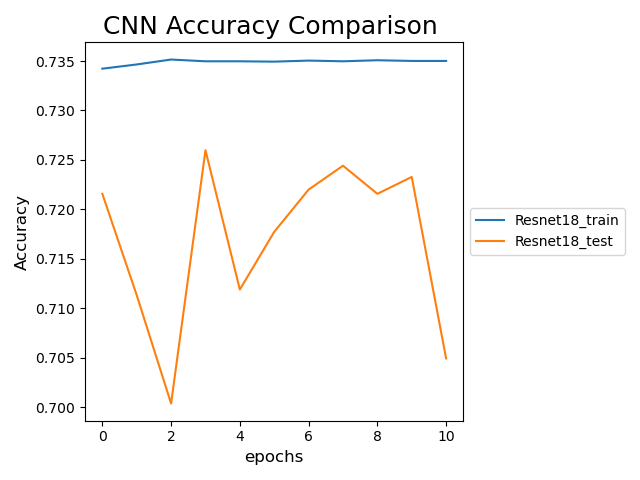 CNN Accuracy Comparison
Accuracy
0.735
0.730
0.725
0.720
0.715
0.710
0.705
0.700
0 2 4 6 8 10
epochs
Resnet18_train
Resnet18_test